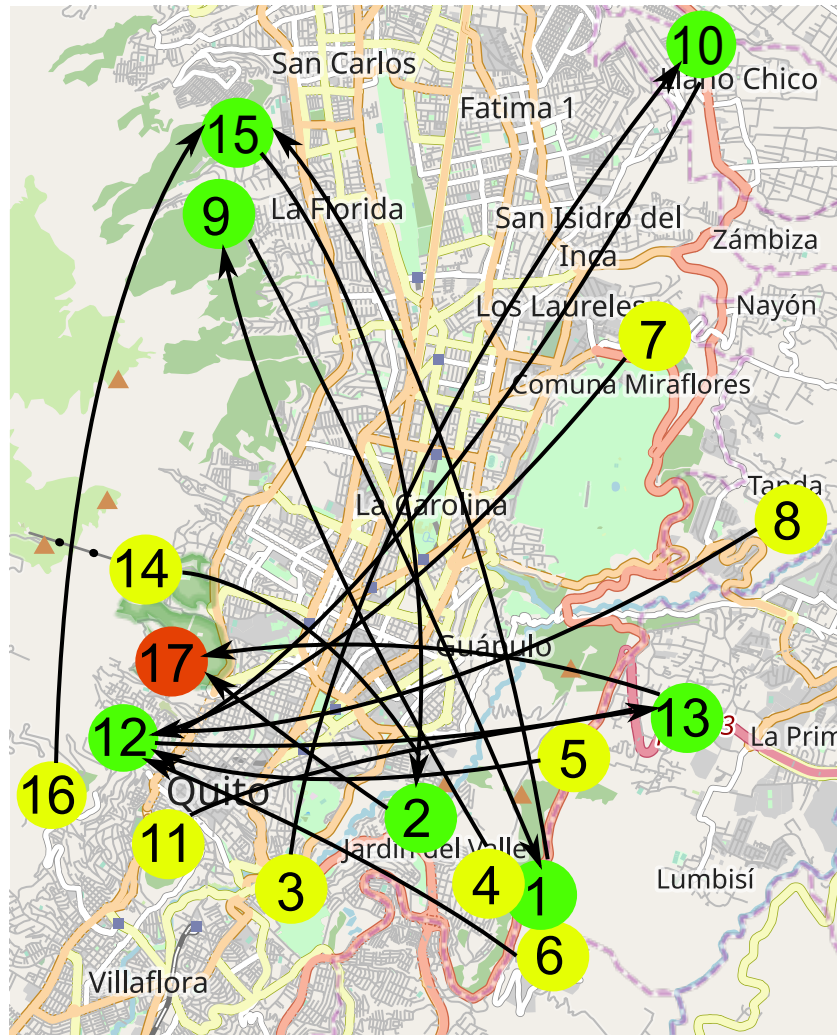 10
San Carlos
Llano Chico
Fatima 1
15
9
La Florida
San Isidro del
Inca
Zámbiza
Los Laureles
Nayón
7
Comuna Miraflores
Tanda
La Carolina
8
14
Guápulo
17
13
3
12
La Prim
5
16
Quito
2
11
Jardín del Valle
3
4
1
Lumbisí
6
Villaflora